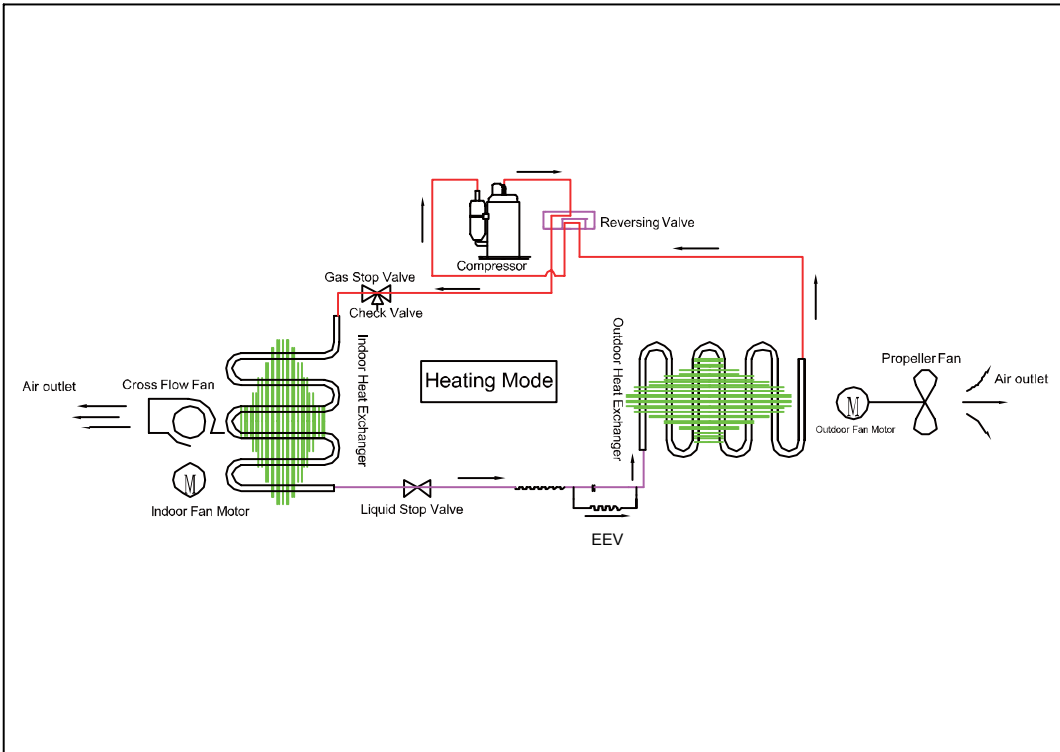 Reversing Valve
Compressor
Gas Stop Valve
Check Valve
Indoor Heat Exchanger
Outdoor Heat Exchanger
Heating Mode
Propeller Fan
Air outlet
Cross Flow Fan
Air outlet
M
Outdoor Fan Motor
M
Indoor Fan Motor
Liquid Stop Valve
EEV